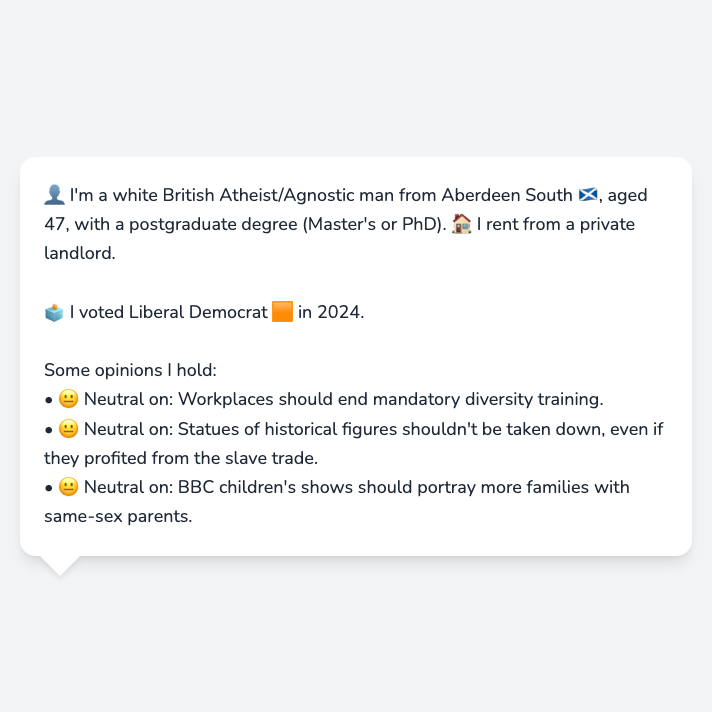 👤 I'm a white British Atheist/Agnostic man from Aberdeen South 🏴󠁧󠁢󠁳󠁣󠁴󠁿, aged
47, with a postgraduate degree (Master's or PhD). 🏠 I rent from a private
landlord.
🗳️ I voted Liberal Democrat 🟧 in 2024.
Some opinions I hold:
• 😐 Neutral on: Workplaces should end mandatory diversity training.
• 😐 Neutral on: Statues of historical figures shouldn't be taken down, even if
they profited from the slave trade.
• 😐 Neutral on: BBC children's shows should portray more families with
same-sex parents.